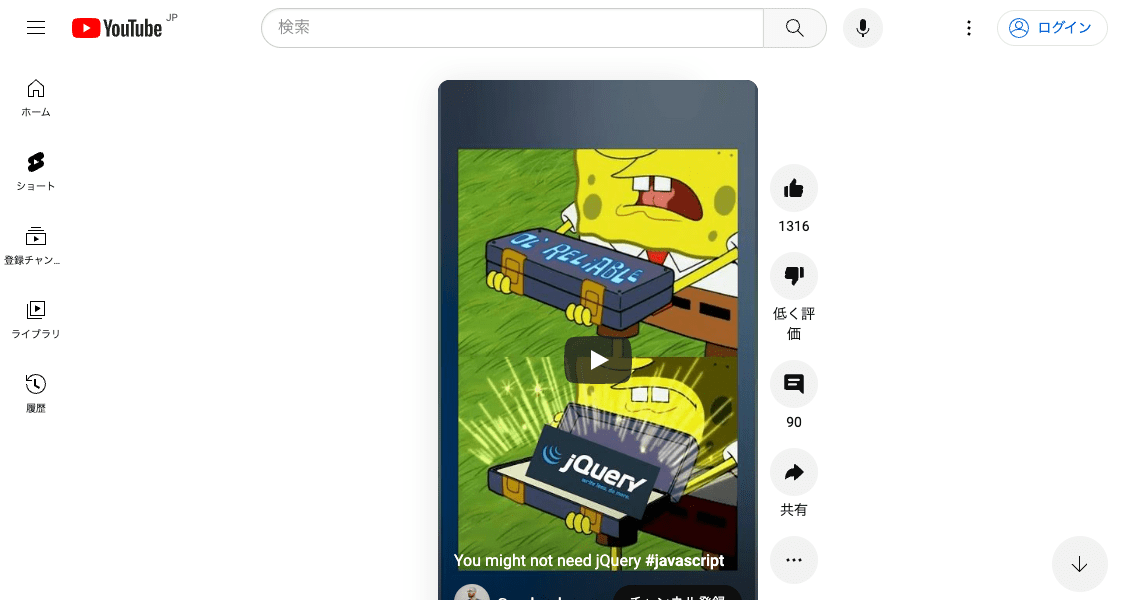 YouTube JP
検索
ログイン
ホーム
ショート
登録チャン...
ライブラリ
履歴
OL' RELIABLE
jQuery
write less, do more.
You might not need jQuery #javascript
チャンネル登録
1316
低く評
価
90
共有